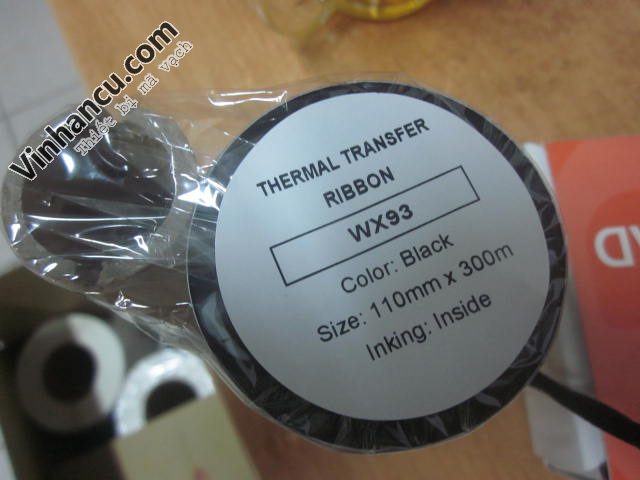 Vinhancu.com
Thiết bị mã vạch
THERMAL TRANSFER
RIBBON
WX93
Color: Black
Size: 110mm x 300m
Inking: Inside